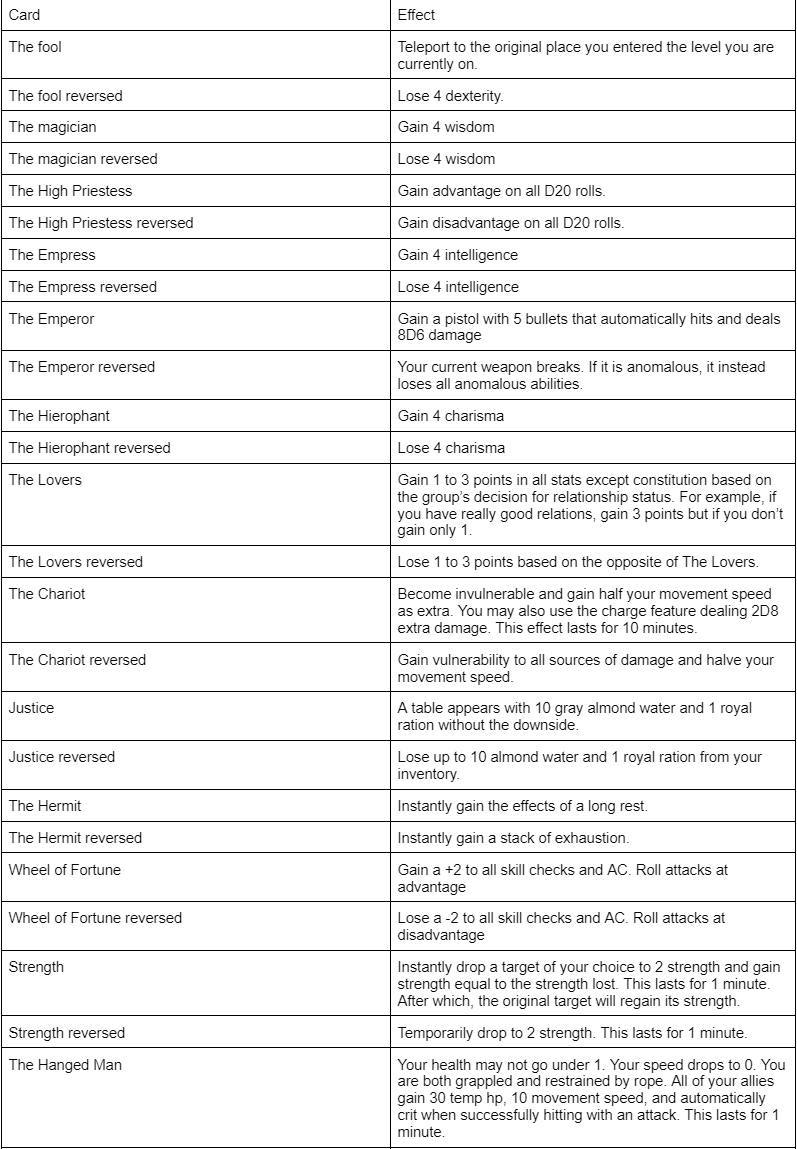 Card Effect
The fool Teleport to the original place you entered the level you are
currently on.
The fool reversed Lose 4 dexterity.
The magician Gain 4 wisdom
The magician reversed Lose 4 wisdom
The High Priestess Gain advantage on all D20 rolls.
The High Priestess reversed Gain disadvantage on all D20 rolls.
The Empress Gain 4 intelligence
The Empress reversed Lose 4 intelligence
The Emperor Gain a pistol with 5 bullets that automatically hits and deals
8D6 damage
The Emperor reversed Your current weapon breaks. If it is anomalous, it instead
loses all anomalous abilities.
The Hierophant Gain 4 charisma
The Hierophant reversed Lose 4 charisma
The Lovers Gain 1 to 3 points in all stats except constitution based on
the group's decision for relationship status. For example, if
you have really good relations, gain 3 points but if you don't
gain only 1.
The Lovers reversed Lose 1 to 3 points based on the opposite of The Lovers.
The Chariot Become invulnerable and gain half your movement speed
as extra. You may also use the charge feature dealing 2D8
extra damage. This effect lasts for 10 minutes.
The Chariot reversed Gain vulnerability to all sources of damage and halve your
movement speed.
Justice A table appears with 10 gray almond water and 1 royal
ration without the downside.
Justice reversed Lose up to 10 almond water and 1 royal ration from your
inventory.
The Hermit Instantly gain the effects of a long rest.
The Hermit reversed Instantly gain a stack of exhaustion.
Wheel of Fortune Gain a +2 to all skill checks and AC. Roll attacks at
advantage
Wheel of Fortune reversed Lose a -2 to all skill checks and AC. Roll attacks at
disadvantage
Strength Instantly drop a target of your choice to 2 strength and gain
strength equal to the strength lost. This lasts for 1 minute.
After which, the original target will regain its strength.
Strength reversed Temporarily drop to 2 strength. This lasts for 1 minute.
The Hanged Man Your health may not go under 1. Your speed drops to 0. You
are both grappled and restrained by rope. All of your allies
gain 30 temp hp, 10 movement speed, and automatically
crit when successfully hitting with an attack. This lasts for 1
minute.